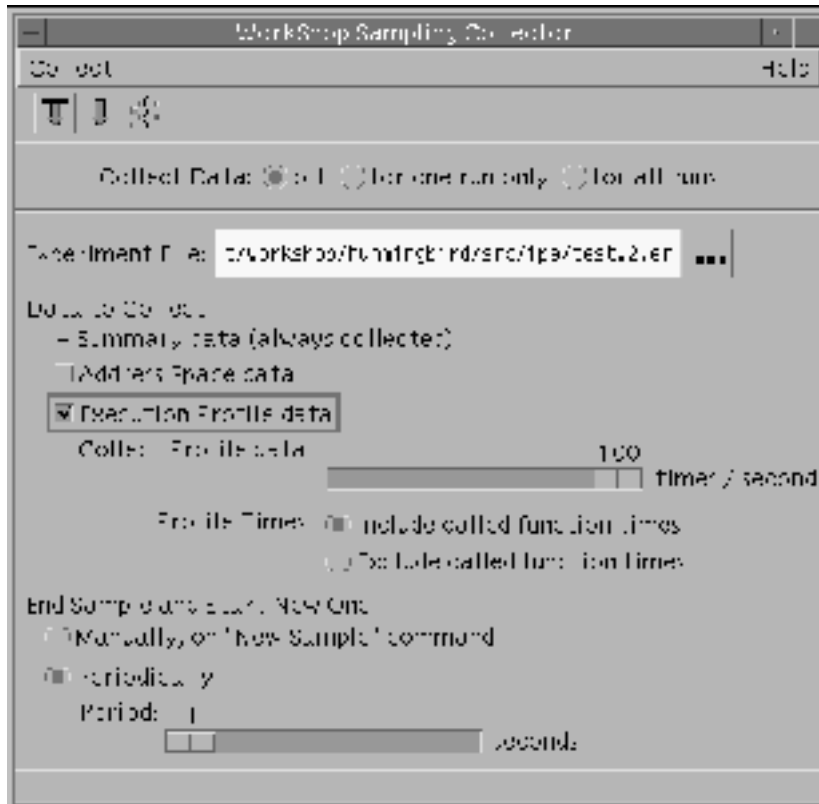 WorkShop Sampling Collector
Collect Help
Collect Data: off for one run only for all runs
Experiment File: t/workshop/hummingbird/src/ipa/test.2.er ...
Data to Collect
– Summary data (always collected)
Address Space data
Execution Profile data
Collect Profile data
100
times / second
Profile Times Include called function times
Exclude called function times
End Sample and Start New One
Manually, on "New Sample" command
Periodically
Period: 1
seconds